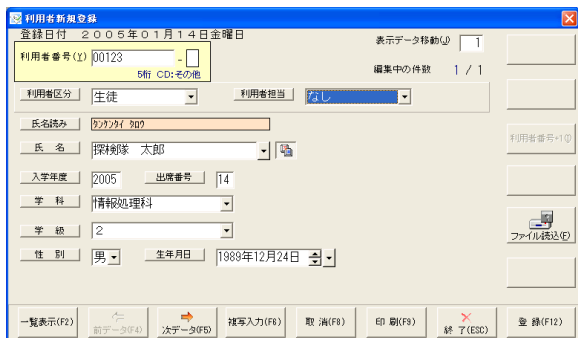 利用者新規登録
登録日付 2005年01月14日金曜日
表示データ移動(J) 1
利用者番号(Y) 00123 -
5桁 CD:その他
編集中の件数 1 / 1
利用者区分 生徒 利用者担当 なし
氏名読み タンケンタイ タロウ
利用者番号+1(I)
氏 名 探検隊 太郎
入学年度 2005 出席番号 14
学 科 情報処理科
ファイル読込(F)
学 級 2
性 別 男 生年月日 1989年12月24日
一覧表示(F2) 前データ(F4) 次データ(F5) 複写入力(F6) 取 消(F8) 印 刷(F9) 終 了(ESC) 登 録(F12)